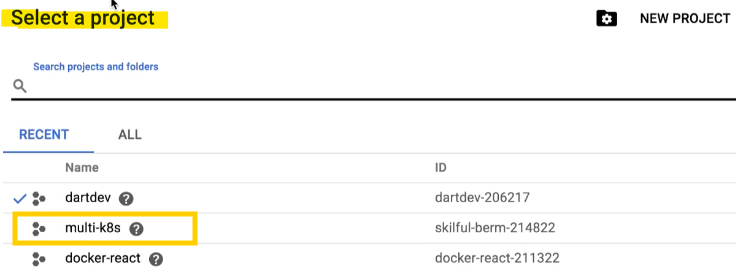 Select a project
NEW PROJECT
Search projects and folders
RECENT ALL
Name ID
dartdev ? dartdev-206217
multi-k8s ? skilful-berm-214822
docker-react ? docker-react-211322